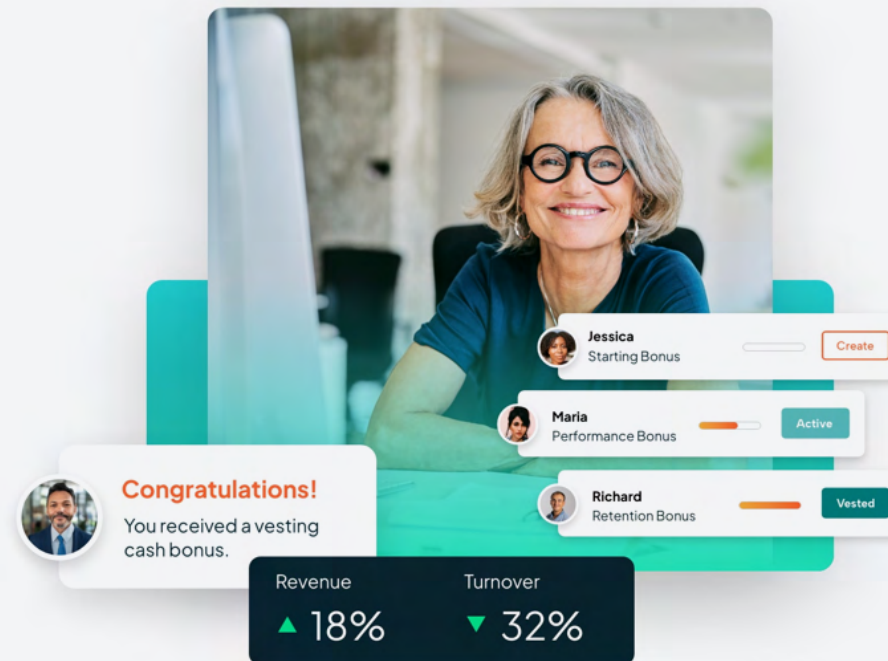 Jessica
Starting Bonus
Create
Maria
Performance Bonus
Active
Richard
Retention Bonus
Vested
Congratulations!
You received a vesting
cash bonus.
Revenue
Turnover
▲ 18%
▼ 32%